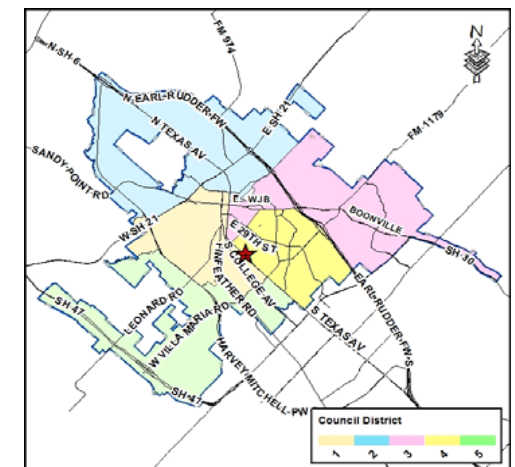 N-SH 6
FM-974
N
N-EARL-RUDDER-FW
E SH 21
FM-1179
N TEXAS AV
SANDY-POINT-RD
E WJB
BOONVILLE
W-SH 21
E 29TH ST
SH-30
S COLLEGE AV
FINFEATHER RD
LEONARD RD
EARL-RUDDER-FW-S
SH-47
W VILLA MARIA RD
S TEXAS AV
HARVEY-MITCHELL-PW
SH-47
Council District
1
2
3
4
5